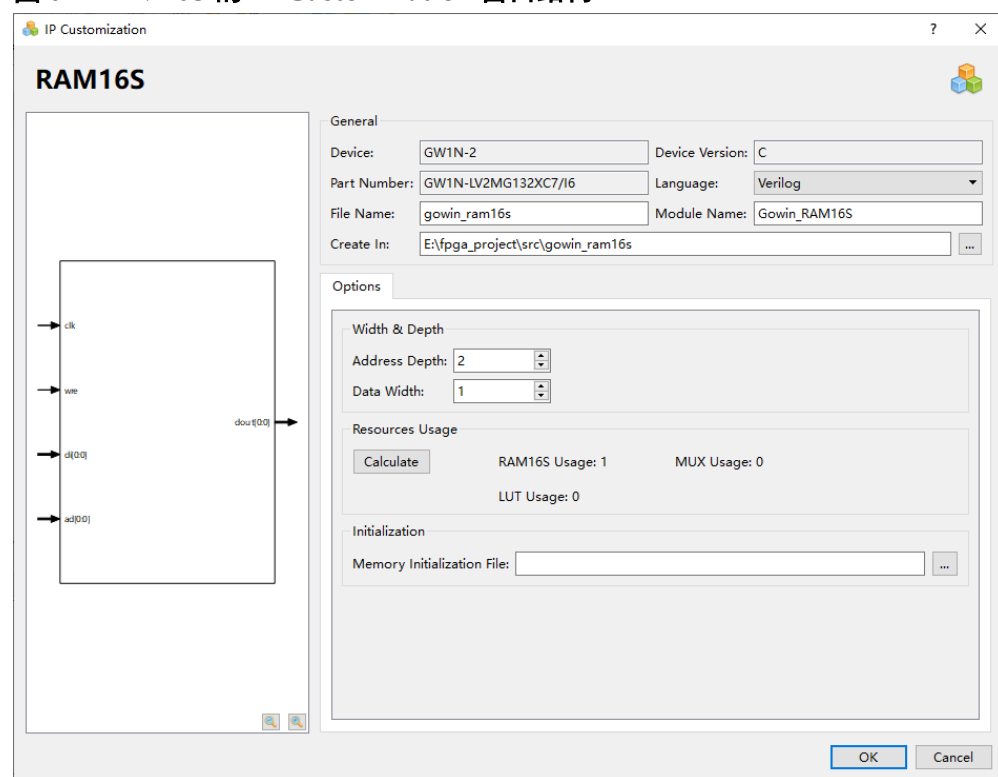 IP Customization
?
×
RAM16S
General
Device: GW1N-2 Device Version: C
Part Number: GW1N-LV2MG132XC7/I6 Language: Verilog
File Name: gowin_ram16s Module Name: Gowin_RAM16S
Create In: E:\fpga_project\src\gowin_ram16s ...
Options
clk
wre
di[0:0]
ad[0:0]
dout[0:0]
Width & Depth
Address Depth: 2
Data Width: 1
Resources Usage
Calculate RAM16S Usage: 1 MUX Usage: 0
LUT Usage: 0
Initialization
Memory Initialization File: ...
OK Cancel